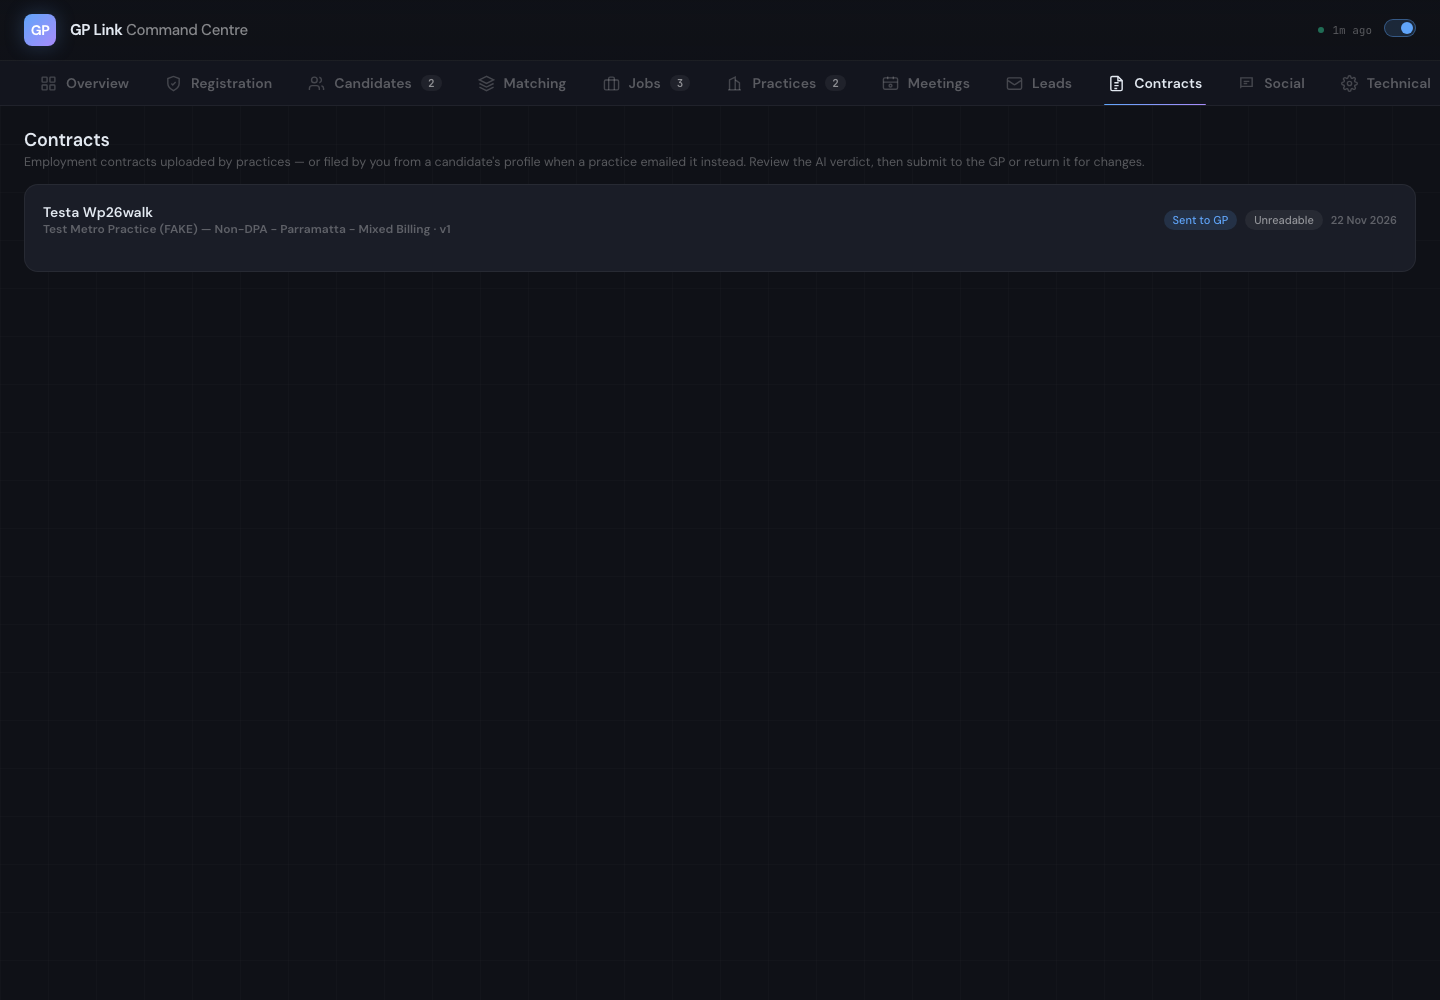 GP
GP Link Command Centre
1m ago
Overview
Registration
Candidates 2
Matching
Jobs 3
Practices 2
Meetings
Leads
Contracts
Social
Technical
Contracts
Employment contracts uploaded by practices — or filed by you from a candidate's profile when a practice emailed it instead. Review the AI verdict, then submit to the GP or return it for changes.
Testa Wp26walk
Test Metro Practice (FAKE) — Non-DPA - Parramatta - Mixed Billing · v1
Sent to GP
Unreadable
22 Nov 2026